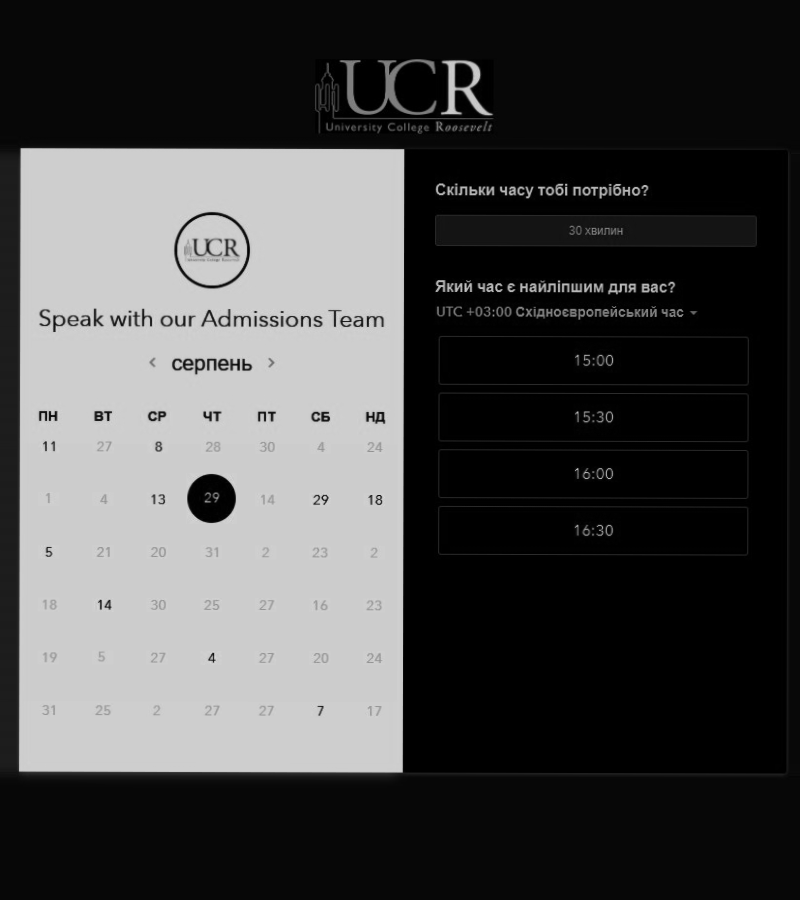 UCR
University College Roosevelt
UCR
University College Roosevelt
Speak with our Admissions Team
< серпень >
ПН ВТ СР ЧТ ПТ СБ НД
11 27 8 28 30 4 24
1 4 13 29 14 29 18
5 21 20 31 2 23 2
18 14 30 25 27 16 23
19 5 27 4 27 20 24
31 25 2 27 27 7 17
Скільки часу тобі потрібно?
30 хвилин
Який час є найліпшим для вас?
UTC +03:00 Східноєвропейський час
15:00
15:30
16:00
16:30